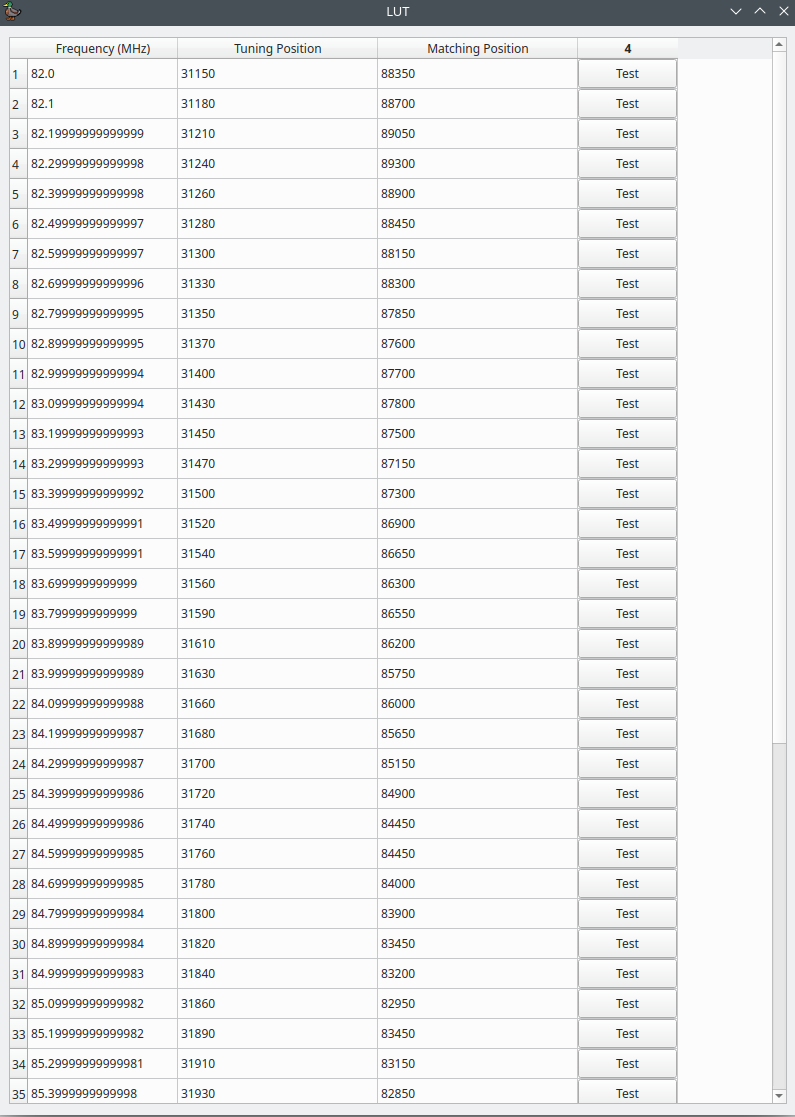 LUT
Frequency (MHz) Tuning Position Matching Position 4
1 82.0 31150 88350 Test
2 82.1 31180 88700 Test
3 82.19999999999999 31210 89050 Test
4 82.29999999999998 31240 89300 Test
5 82.39999999999998 31260 88900 Test
6 82.49999999999997 31280 88450 Test
7 82.59999999999997 31300 88150 Test
8 82.69999999999996 31330 88300 Test
9 82.79999999999995 31350 87850 Test
10 82.89999999999995 31370 87600 Test
11 82.99999999999994 31400 87700 Test
12 83.09999999999994 31430 87800 Test
13 83.19999999999993 31450 87500 Test
14 83.29999999999993 31470 87150 Test
15 83.39999999999992 31500 87300 Test
16 83.49999999999991 31520 86900 Test
17 83.59999999999991 31540 86650 Test
18 83.6999999999999 31560 86300 Test
19 83.7999999999999 31590 86550 Test
20 83.89999999999989 31610 86200 Test
21 83.99999999999989 31630 85750 Test
22 84.09999999999988 31660 86000 Test
23 84.19999999999987 31680 85650 Test
24 84.29999999999987 31700 85150 Test
25 84.39999999999986 31720 84900 Test
26 84.49999999999986 31740 84450 Test
27 84.59999999999985 31760 84450 Test
28 84.69999999999985 31780 84000 Test
29 84.79999999999984 31800 83900 Test
30 84.89999999999984 31820 83450 Test
31 84.99999999999983 31840 83200 Test
32 85.09999999999982 31860 82950 Test
33 85.19999999999982 31890 83450 Test
34 85.29999999999981 31910 83150 Test
35 85.3999999999998 31930 82850 Test